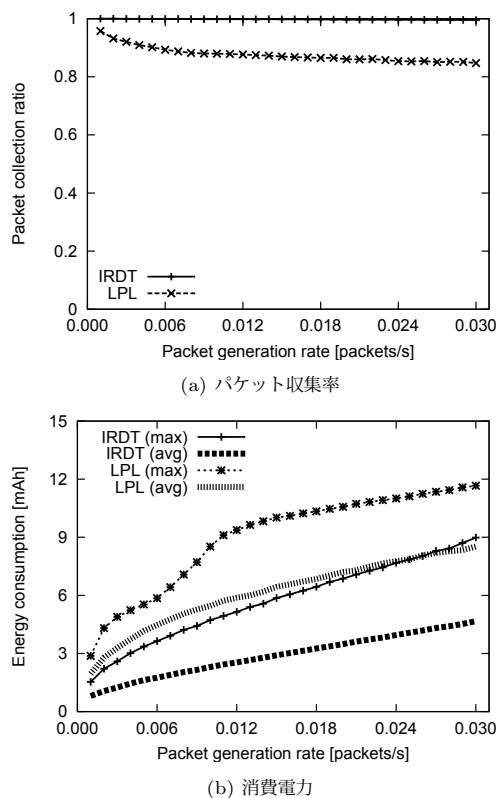 1
0.8
0.6
0.4
0.2
0
Packet collection ratio
IRDT
LPL
0.000 0.006 0.012 0.018 0.024 0.030
Packet generation rate [packets/s]
(a) パケット収集率
15
12
9
6
3
0
Energy consumption [mAh]
IRDT (max)
IRDT (avg)
LPL (max)
LPL (avg)
0.000 0.006 0.012 0.018 0.024 0.030
Packet generation rate [packets/s]
(b) 消費電力